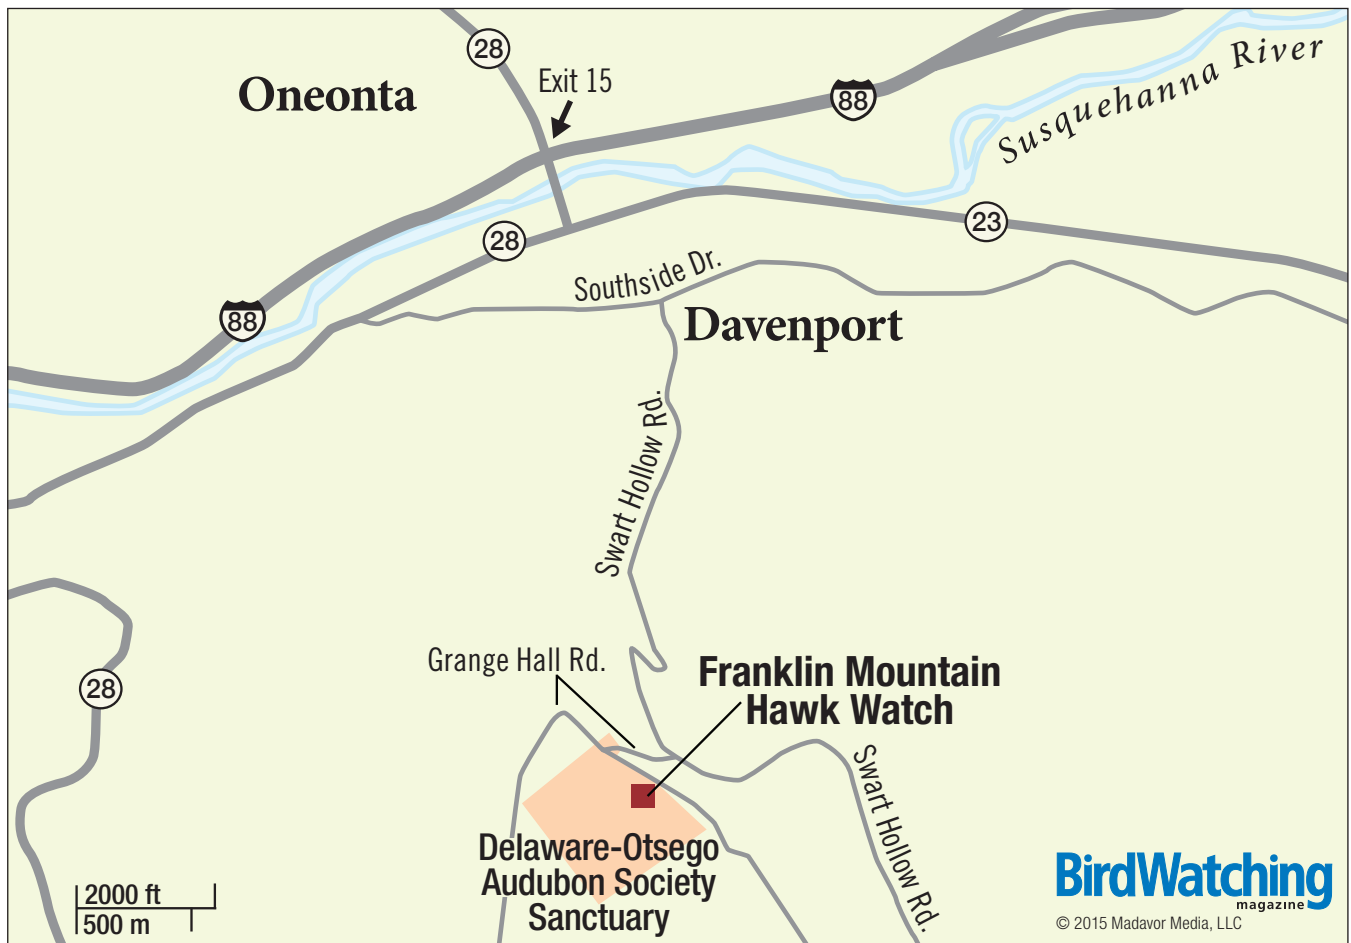 28
Exit 15
Oneonta
88
Susquehanna River
28
23
Southside Dr.
88
Davenport
Swart Hollow Rd.
Grange Hall Rd.
Franklin Mountain
Hawk Watch
28
Swart Hollow Rd.
Delaware-Otsego
Audubon Society
Sanctuary
2000 ft
500 m
BirdWatching
magazine
© 2015 Madavor Media, LLC